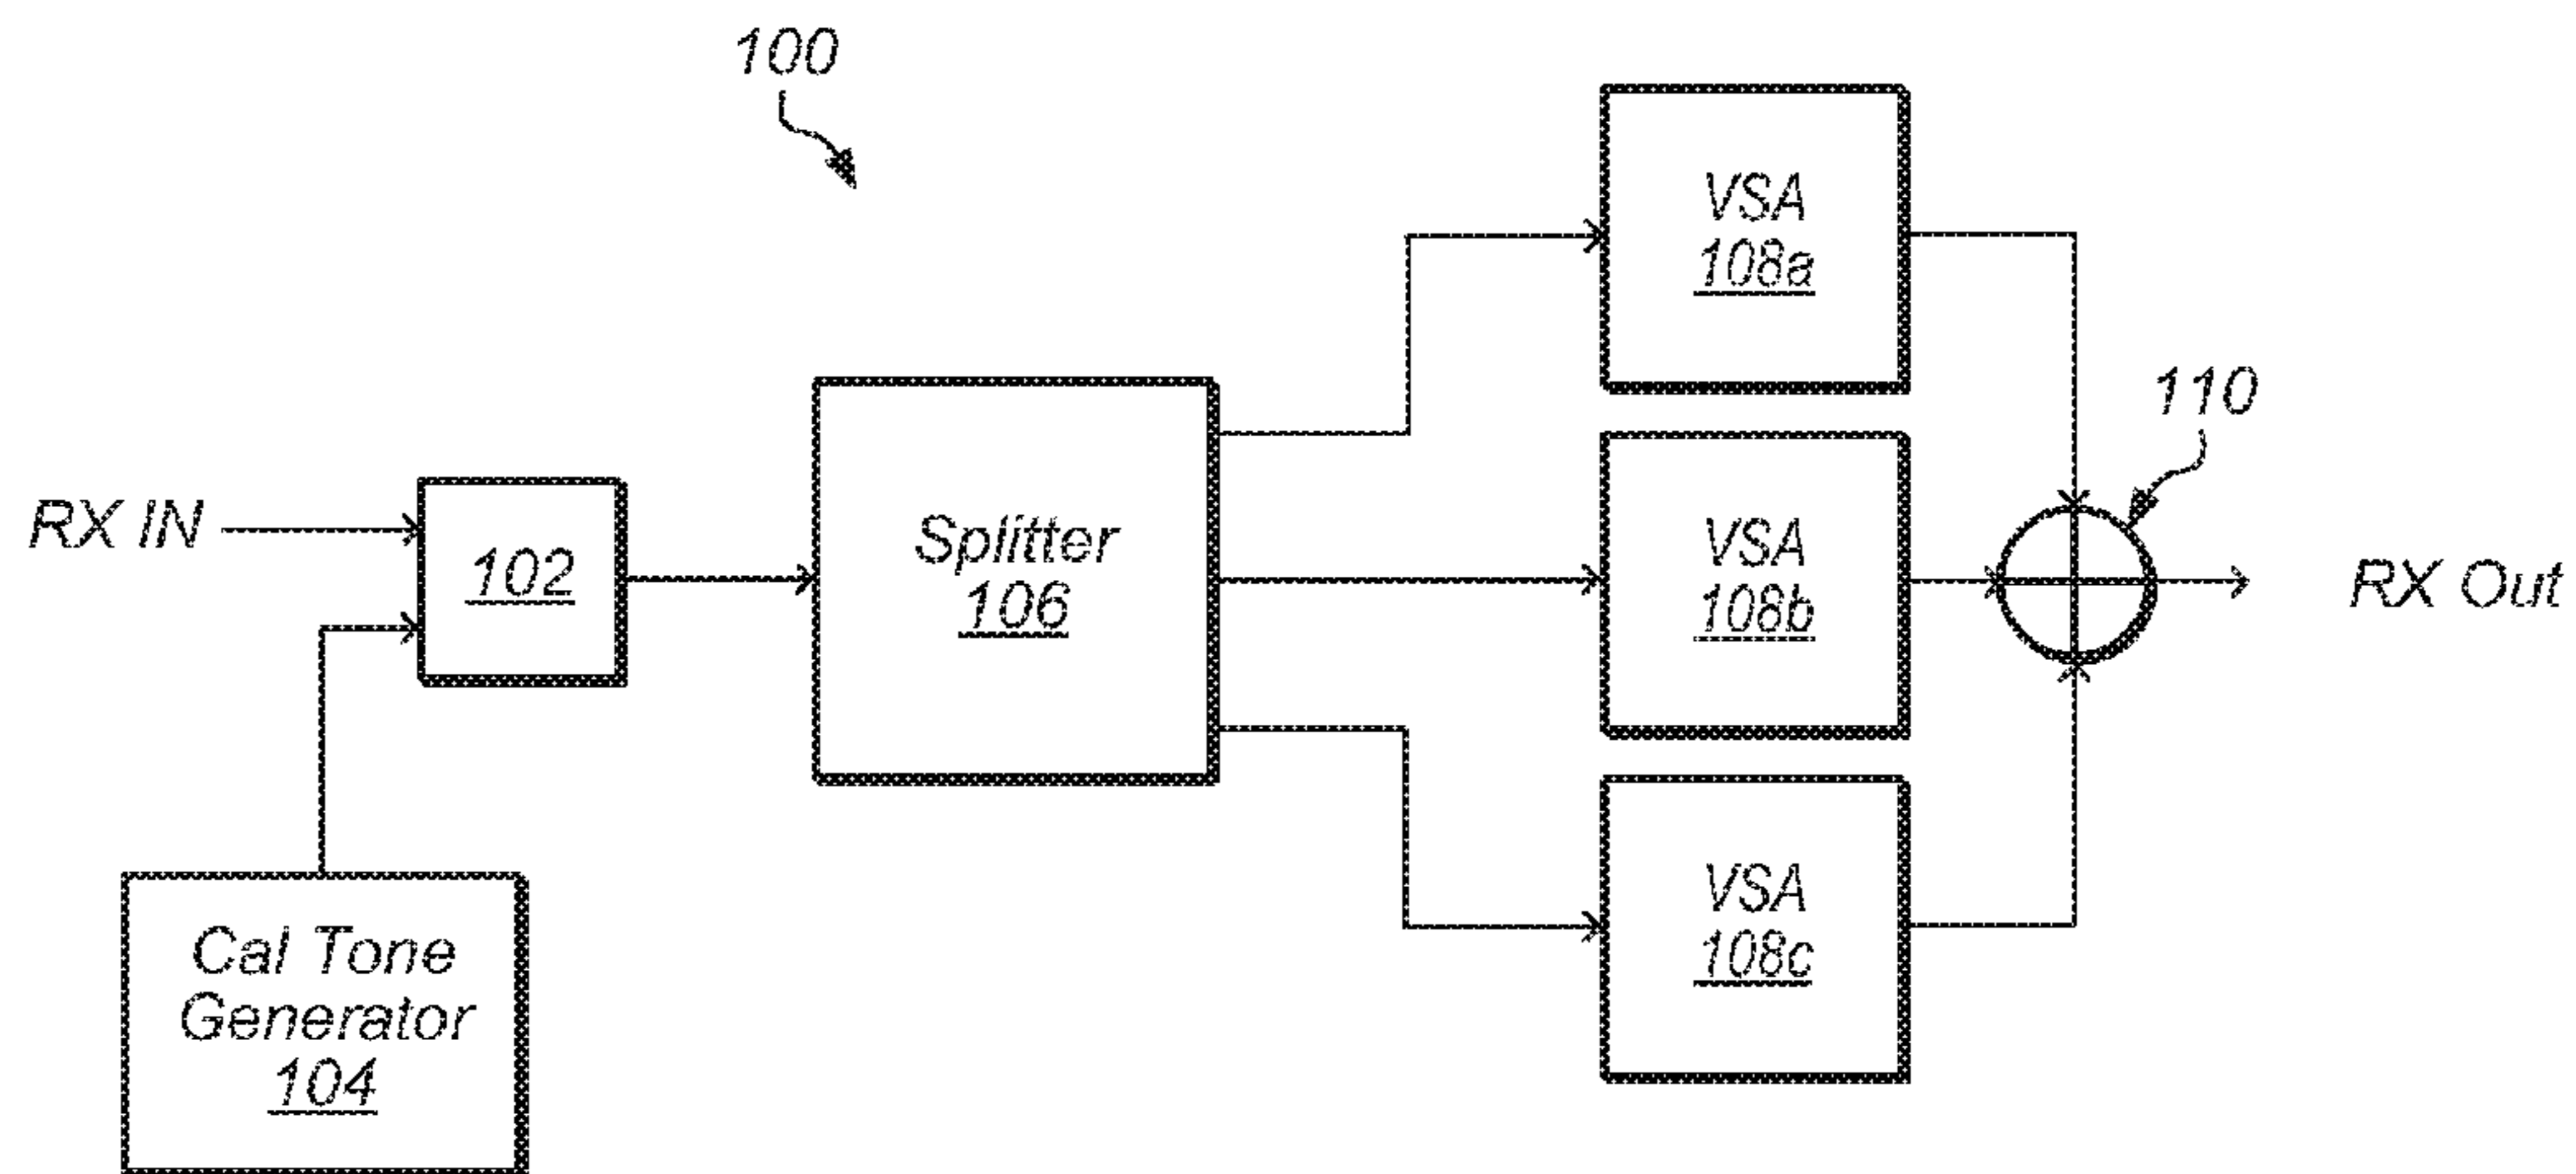 100
VSA
108a
110
RX IN
102
Splitter
106
VSA
108b
RX Out
Cal Tone
Generator
104
VSA
108c